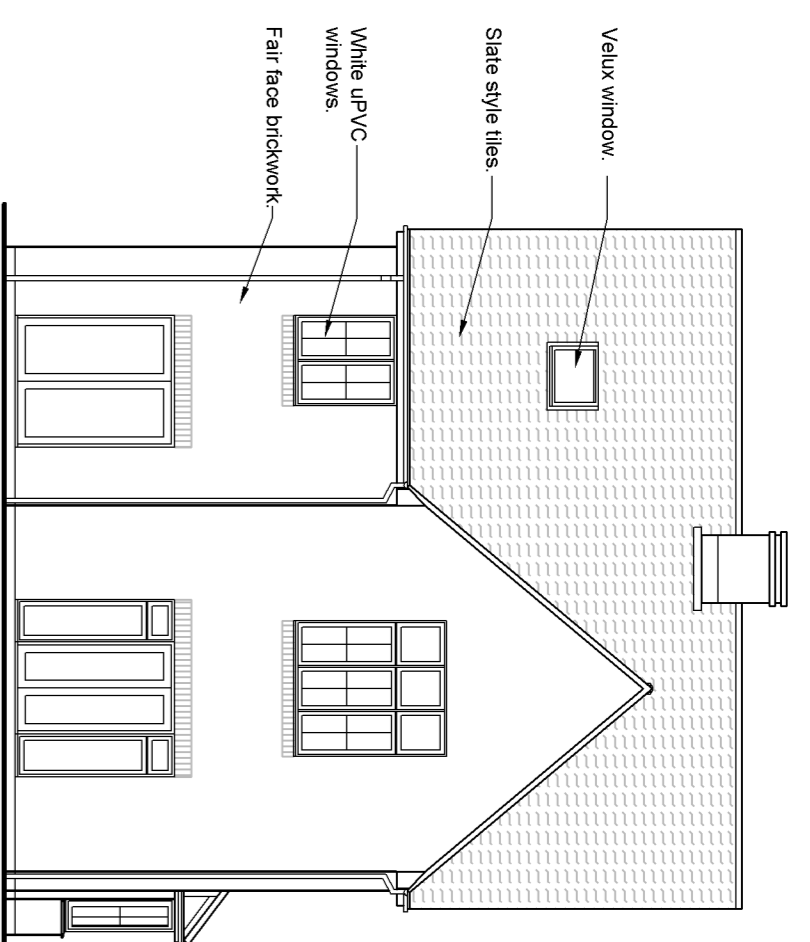 Velux window.
Slate style tiles.
White uPVC
windows.
Fair face brickwork.